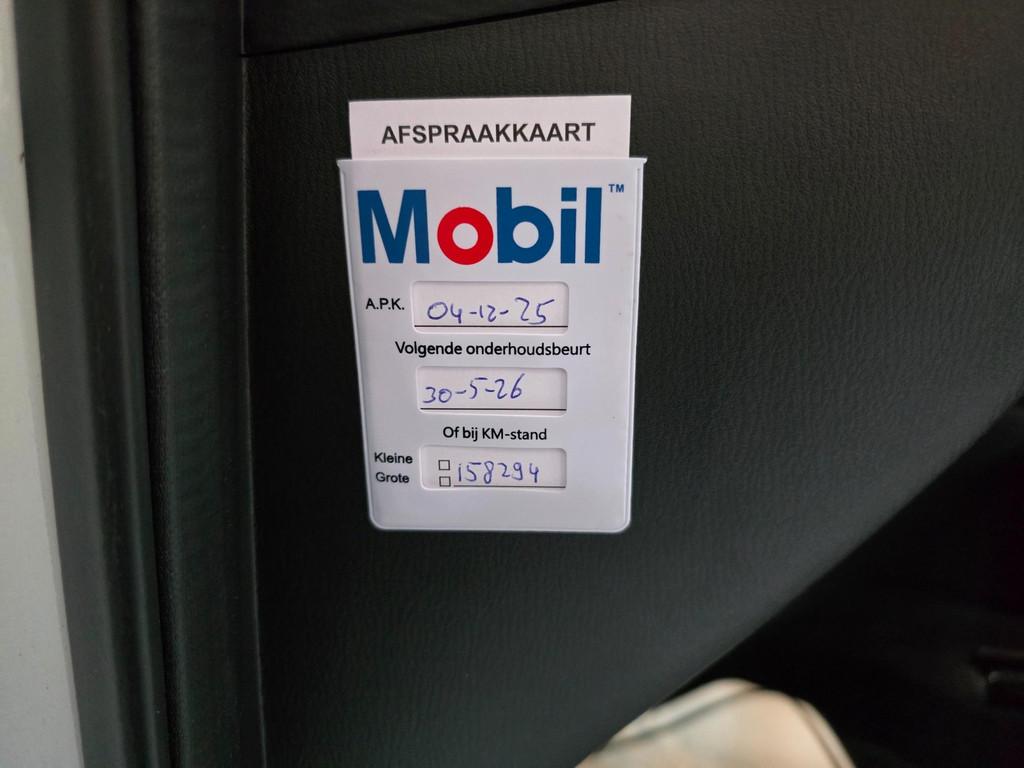 AFSPRAAKKAART
Mobil™
A.P.K. 04-12-25
Volgende onderhoudsbeurt
30-5-26
Of bij KM-stand
Kleine
Grote 158294